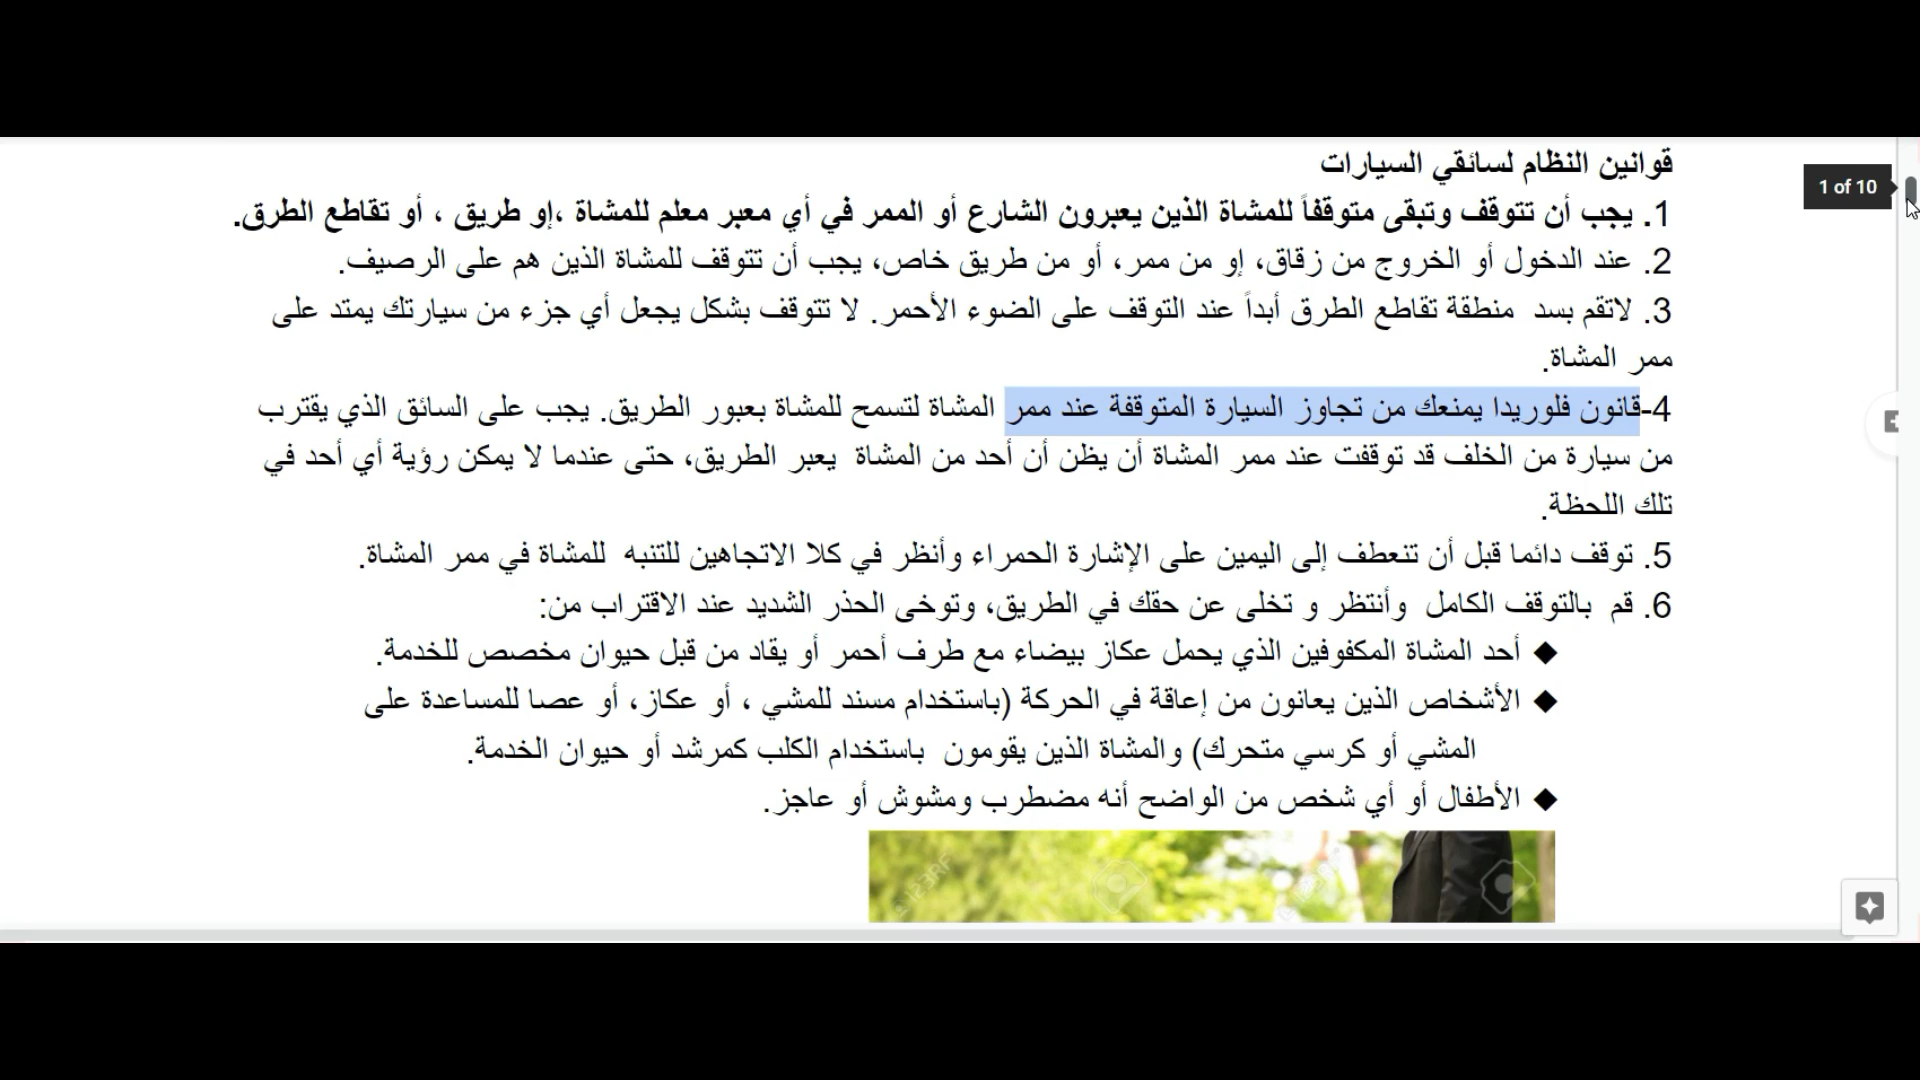 قوانين النظام لسائقي السيارات
1 of 10
1. يجب أن تتوقف وتبقى متوقفاً للمشاة الذين يعبرون الشارع أو الممر في أي معبر معلم للمشاة ،إو طريق ، أو تقاطع الطرق.
2. عند الدخول أو الخروج من زقاق، إو من ممر، أو من طريق خاص، يجب أن تتوقف للمشاة الذين هم على الرصيف.
3. لاتقم بسد منطقة تقاطع الطرق أبداً عند التوقف على الضوء الأحمر. لا تتوقف بشكل يجعل أي جزء من سيارتك يمتد على
ممر المشاة.
4-قانون فلوريدا يمنعك من تجاوز السيارة المتوقفة عند ممر المشاة لتسمح للمشاة بعبور الطريق. يجب على السائق الذي يقترب
من سيارة من الخلف قد توقفت عند ممر المشاة أن يظن أن أحد من المشاة يعبر الطريق، حتى عندما لا يمكن رؤية أي أحد في
تلك اللحظة.
5. توقف دائما قبل أن تنعطف إلى اليمين على الإشارة الحمراء وأنظر في كلا الاتجاهين للتنبه للمشاة في ممر المشاة.
6. قم بالتوقف الكامل وأنتظر و تخلى عن حقك في الطريق، وتوخى الحذر الشديد عند الاقتراب من:
◆ أحد المشاة المكفوفين الذي يحمل عكاز بيضاء مع طرف أحمر أو يقاد من قبل حيوان مخصص للخدمة.
◆ الأشخاص الذين يعانون من إعاقة في الحركة (باستخدام مسند للمشي ، أو عكاز، أو عصا للمساعدة على
المشي أو كرسي متحرك) والمشاة الذين يقومون باستخدام الكلب كمرشد أو حيوان الخدمة.
◆ الأطفال أو أي شخص من الواضح أنه مضطرب ومشوش أو عاجز.
123RF